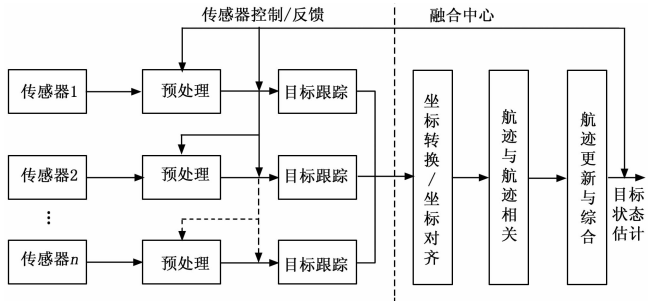 传感器控制/反馈
融合中心
传感器1
预处理
目标跟踪
传感器2
预处理
目标跟踪
传感器n
预处理
目标跟踪
坐标转换/坐标对齐
航迹与航迹相关
航迹更新与综合
目标
状态
估计